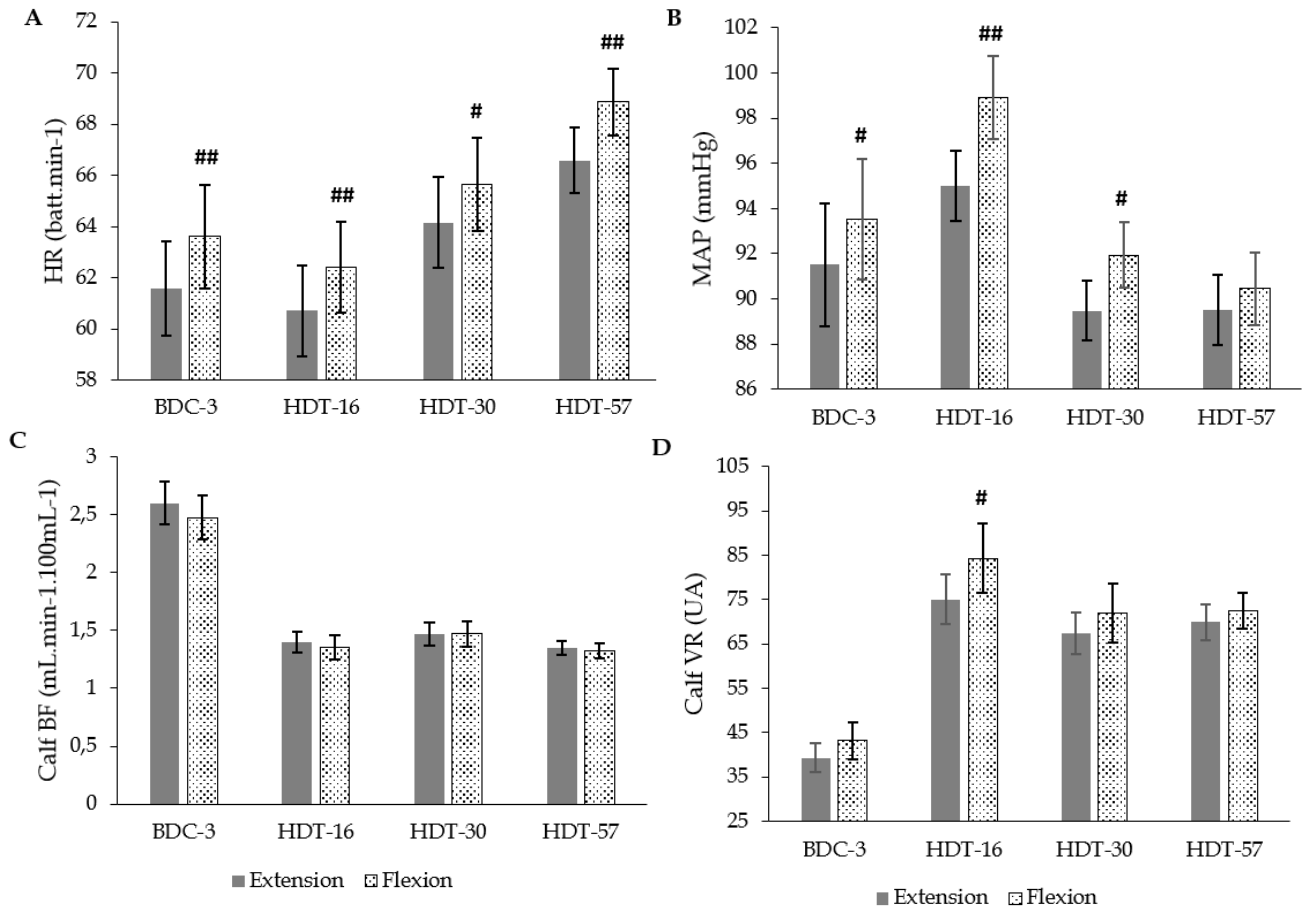 A
HR (batt.min-1)
72
70
68
66
64
62
60
58
##
##
#
##
BDC-3 HDT-16 HDT-30 HDT-57
B
MAP (mmHg)
102
100
98
96
94
92
90
88
86
#
##
#
BDC-3 HDT-16 HDT-30 HDT-57
C
Calf BF (mL.min-1.100mL-1)
3
2,5
2
1,5
1
0,5
0
BDC-3 HDT-16 HDT-30 HDT-57
Extension Flexion
D
Calf VR (UA)
105
95
85
75
65
55
45
35
25
#
BDC-3 HDT-16 HDT-30 HDT-57
Extension Flexion